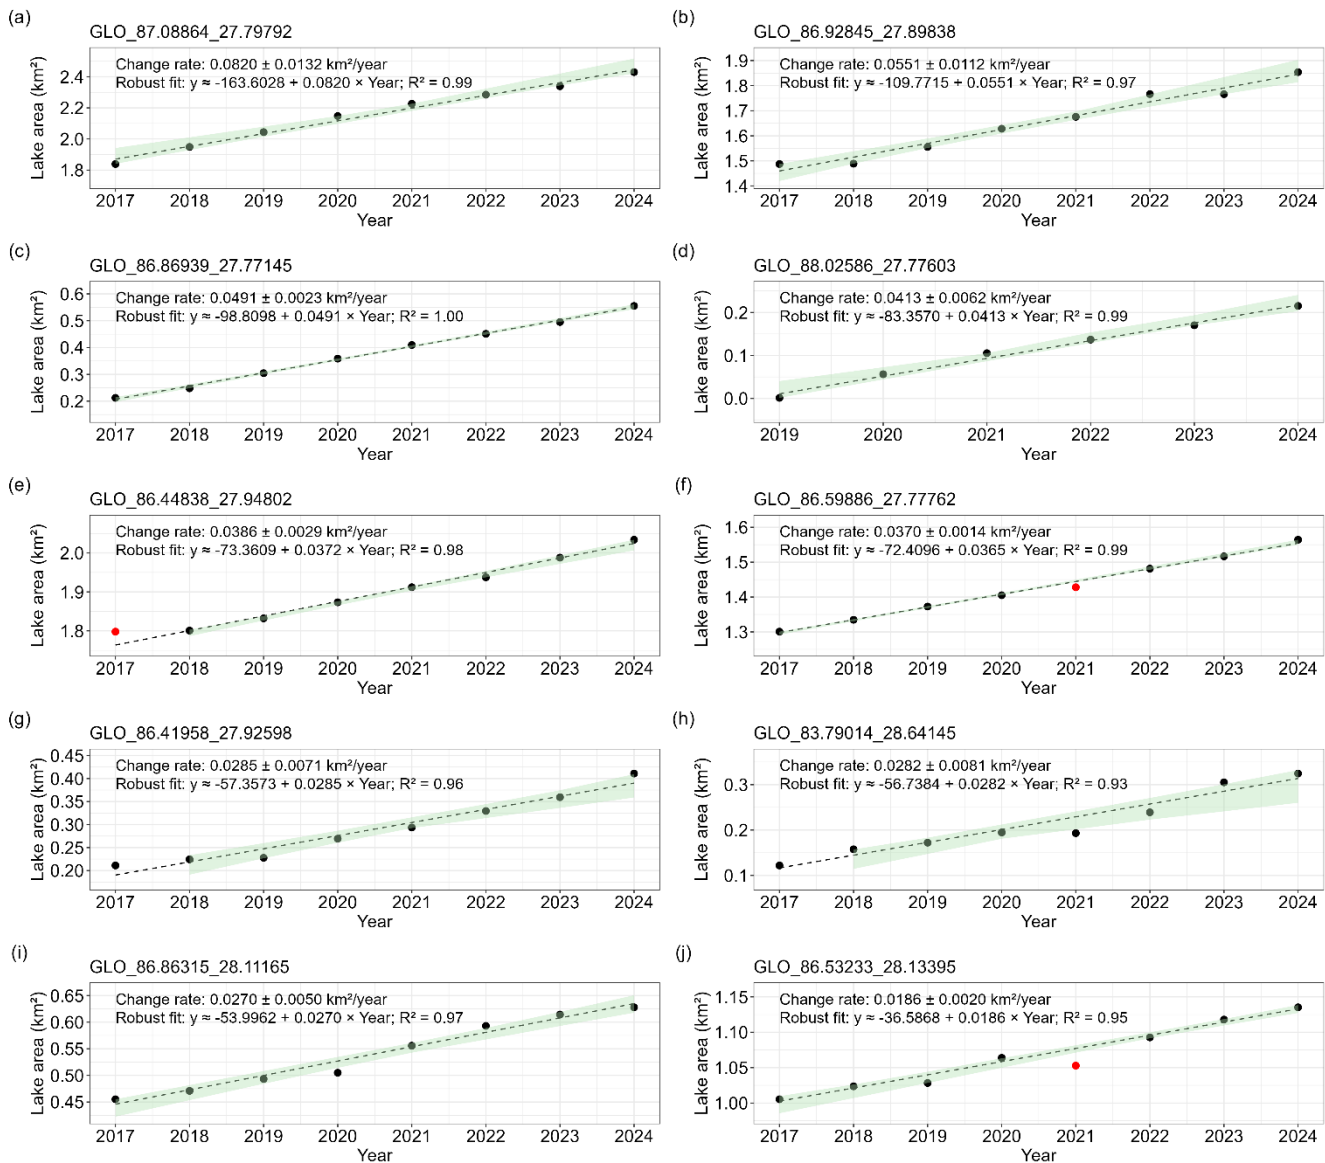 (a)
GLO_87.08864_27.79792
Change rate: 0.0820 ± 0.0132 km²/year
Robust fit: y ≈ -163.6028 + 0.0820 × Year; R² = 0.99
Lake area (km²)
2.4
2.2
2.0
1.8
2017 2018 2019 2020 2021 2022 2023 2024
Year
(b)
GLO_86.92845_27.89838
Change rate: 0.0551 ± 0.0112 km²/year
Robust fit: y ≈ -109.7715 + 0.0551 × Year; R² = 0.97
Lake area (km²)
1.9
1.8
1.7
1.6
1.5
1.4
2017 2018 2019 2020 2021 2022 2023 2024
Year
(c)
GLO_86.86939_27.77145
Change rate: 0.0491 ± 0.0023 km²/year
Robust fit: y ≈ -98.8098 + 0.0491 × Year; R² = 1.00
Lake area (km²)
0.6
0.5
0.4
0.3
0.2
2017 2018 2019 2020 2021 2022 2023 2024
Year
(d)
GLO_88.02586_27.77603
Change rate: 0.0413 ± 0.0062 km²/year
Robust fit: y ≈ -83.3570 + 0.0413 × Year; R² = 0.99
Lake area (km²)
0.2
0.1
0.0
2019 2020 2021 2022 2023 2024
Year
(e)
GLO_86.44838_27.94802
Change rate: 0.0386 ± 0.0029 km²/year
Robust fit: y ≈ -73.3609 + 0.0372 × Year; R² = 0.98
Lake area (km²)
2.0
1.9
1.8
2017 2018 2019 2020 2021 2022 2023 2024
Year
(f)
GLO_86.59886_27.77762
Change rate: 0.0370 ± 0.0014 km²/year
Robust fit: y ≈ -72.4096 + 0.0365 × Year; R² = 0.99
Lake area (km²)
1.6
1.5
1.4
1.3
2017 2018 2019 2020 2021 2022 2023 2024
Year
(g)
GLO_86.41958_27.92598
Change rate: 0.0285 ± 0.0071 km²/year
Robust fit: y ≈ -57.3573 + 0.0285 × Year; R² = 0.96
Lake area (km²)
0.45
0.40
0.35
0.30
0.25
0.20
2017 2018 2019 2020 2021 2022 2023 2024
Year
(h)
GLO_83.79014_28.64145
Change rate: 0.0282 ± 0.0081 km²/year
Robust fit: y ≈ -56.7384 + 0.0282 × Year; R² = 0.93
Lake area (km²)
0.3
0.2
0.1
2017 2018 2019 2020 2021 2022 2023 2024
Year
(i)
GLO_86.86315_28.11165
Change rate: 0.0270 ± 0.0050 km²/year
Robust fit: y ≈ -53.9962 + 0.0270 × Year; R² = 0.97
Lake area (km²)
0.65
0.60
0.55
0.50
0.45
2017 2018 2019 2020 2021 2022 2023 2024
Year
(j)
GLO_86.53233_28.13395
Change rate: 0.0186 ± 0.0020 km²/year
Robust fit: y ≈ -36.5868 + 0.0186 × Year; R² = 0.95
Lake area (km²)
1.15
1.10
1.05
1.00
2017 2018 2019 2020 2021 2022 2023 2024
Year